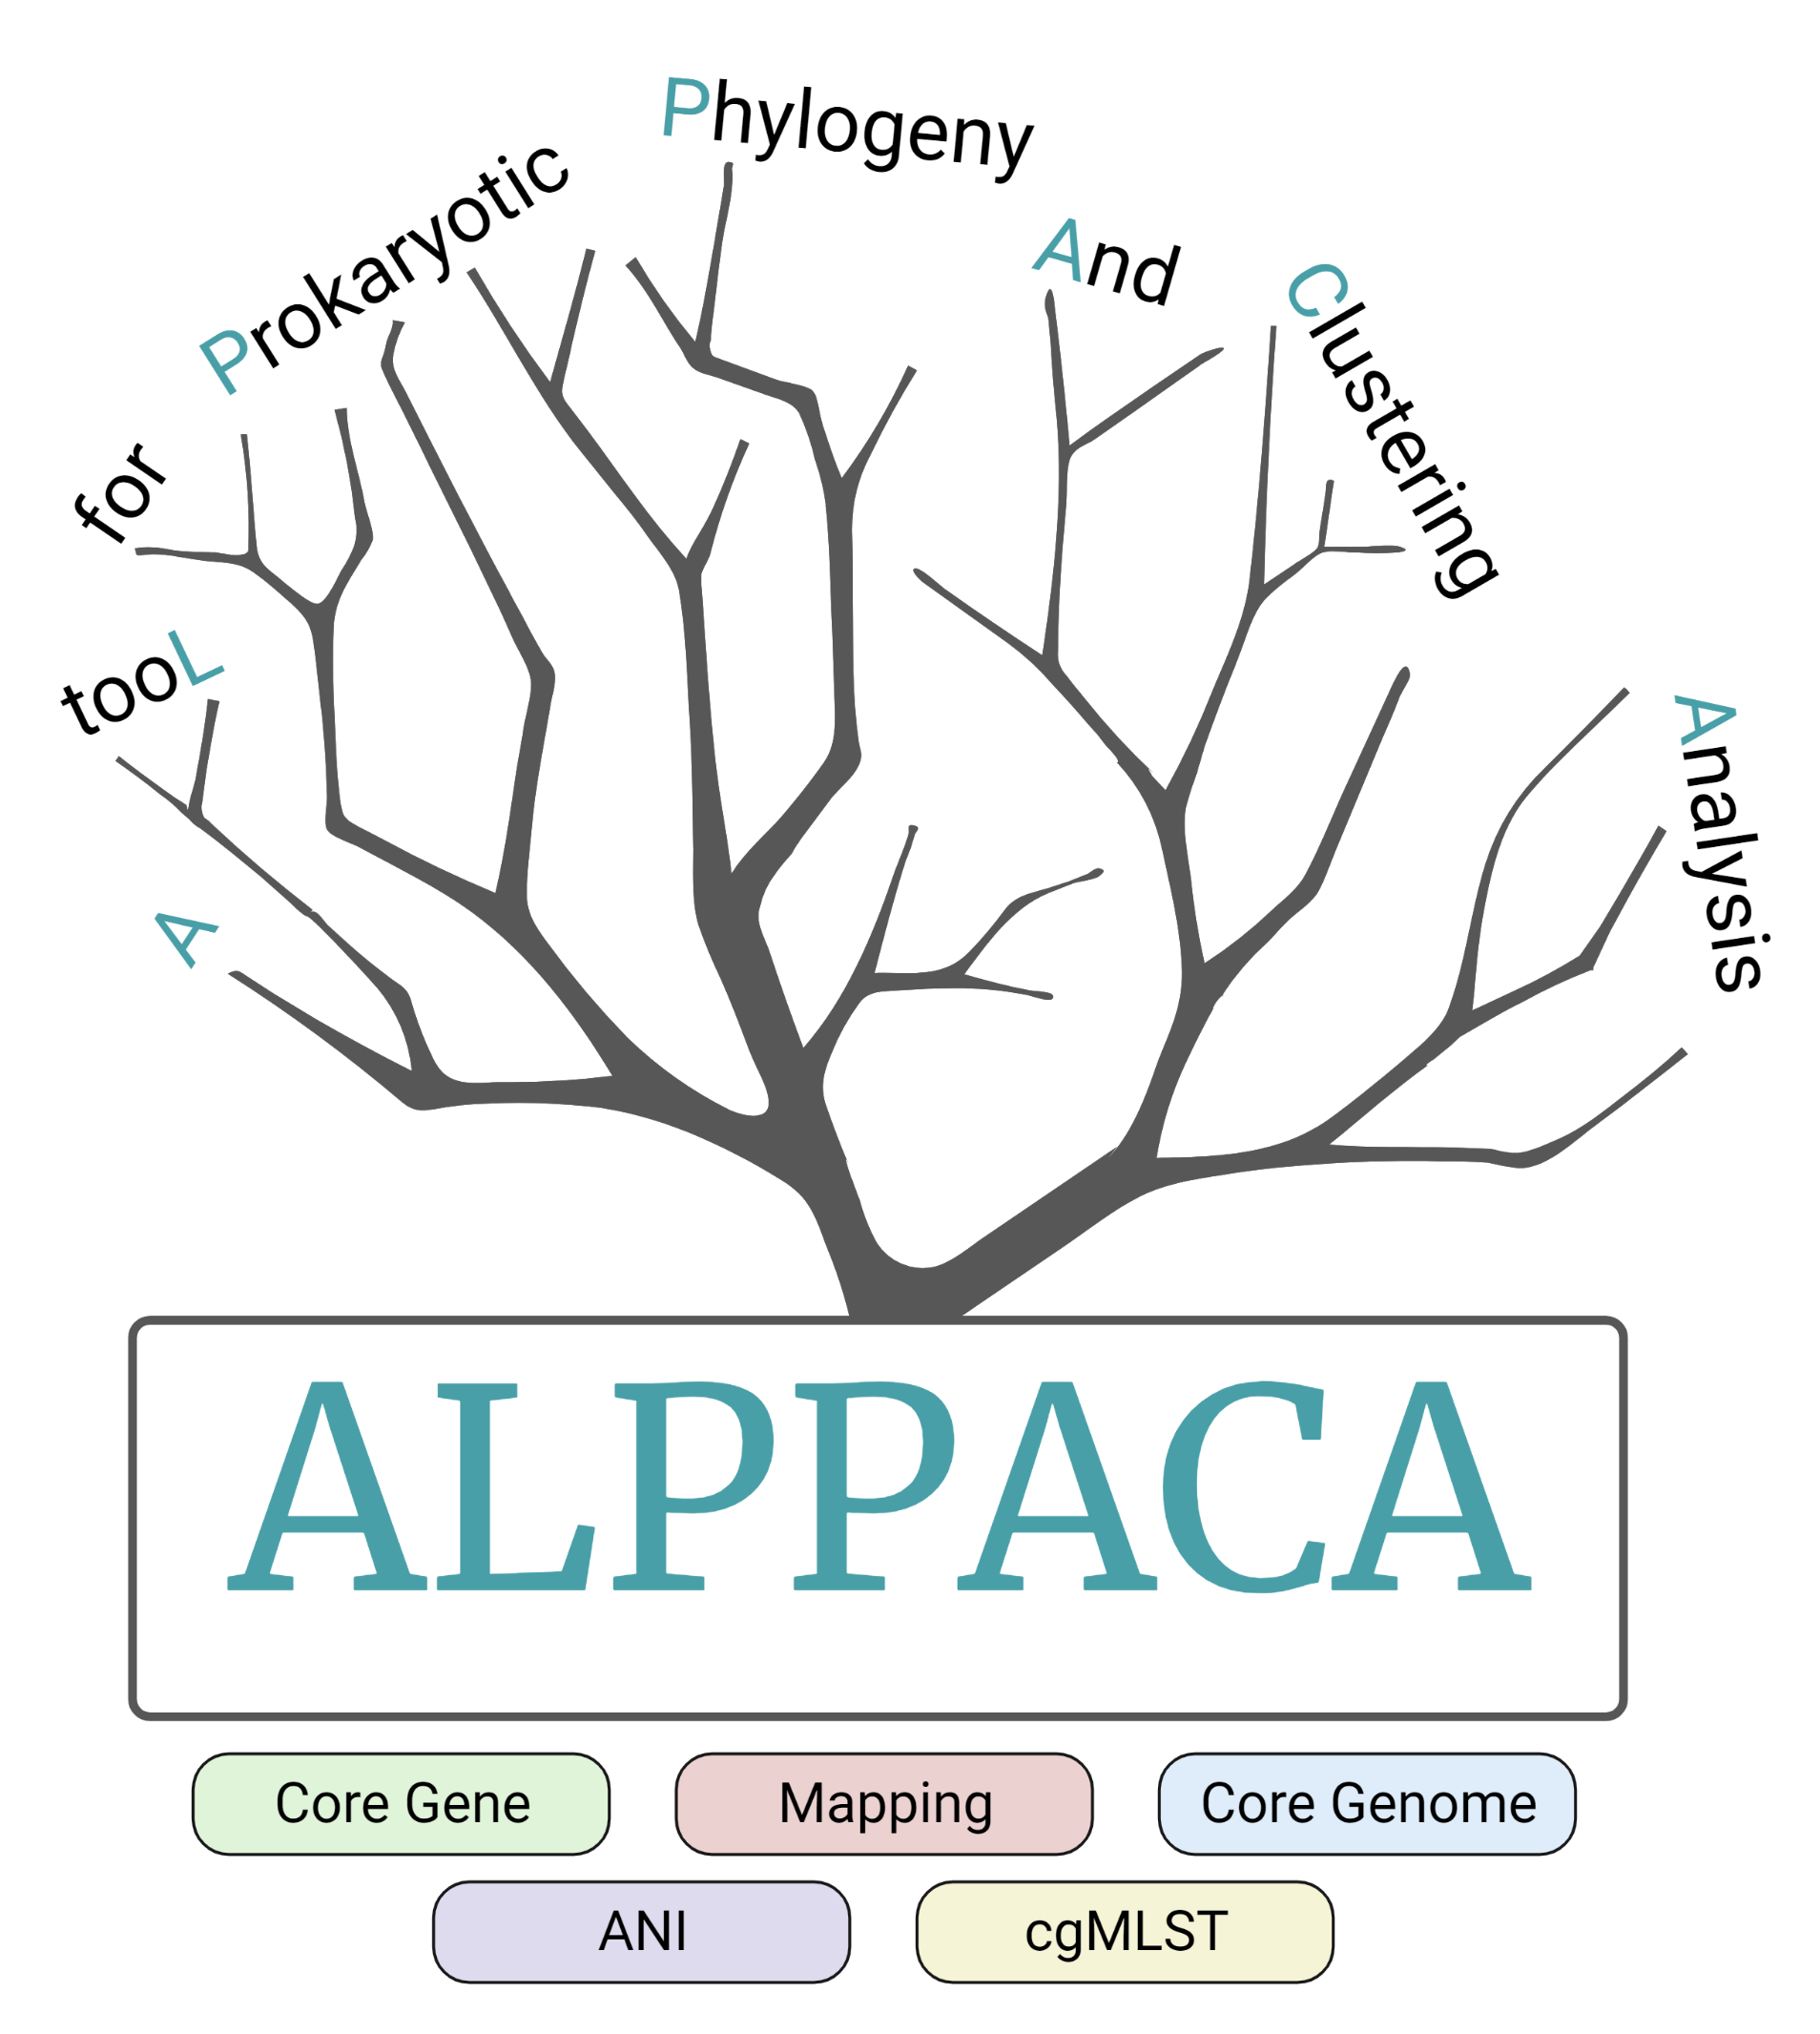 A
tooL
for
Prokaryotic
Phylogeny
And
Clustering
Analysis
ALPPACA
Core Gene
Mapping
Core Genome
ANI
cgMLST